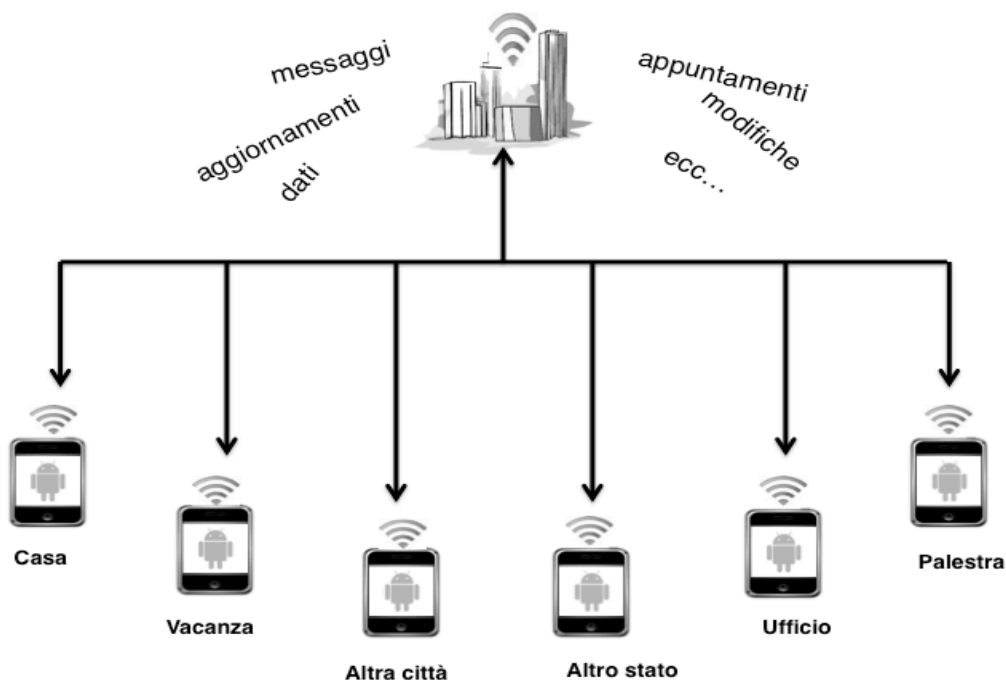 messaggi
aggiornamenti
dati
appuntamenti
modifiche
ecc...
Casa
Vacanza
Altra città
Altro stato
Ufficio
Palestra